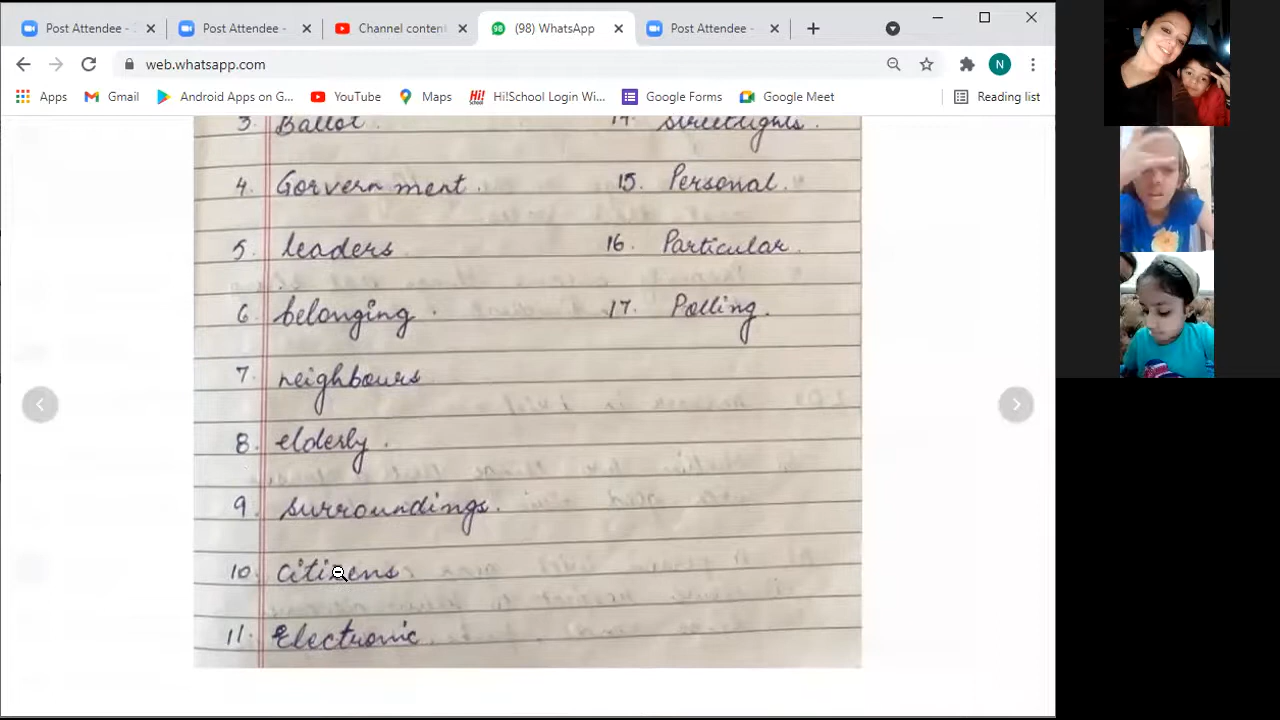 Post Attendee -
Post Attendee -
Channel conten
(98) WhatsApp
Post Attendee -
web.whatsapp.com
N
Apps
Gmail
Android Apps on G...
YouTube
Maps
Hi!School Login Wi...
Google Forms
Google Meet
Reading list
3. Ballot.
4. Gorvern ment.
5. leaders.
6. belonging.
7. neighbours
8. elderly.
9. surroundings.
10. citizens
11. Electronic.
14. streetlights.
15. Personal.
16. Particular.
17. Polling.